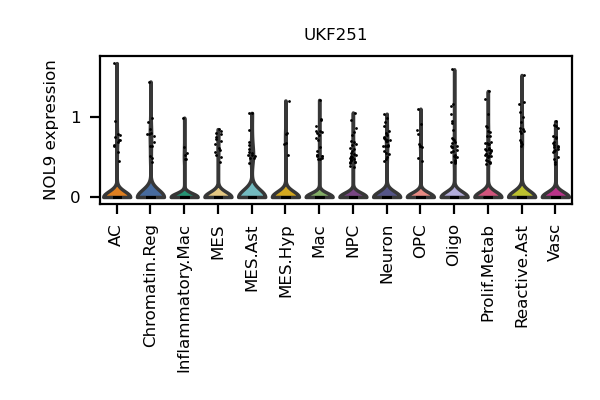 UKF251
NOL9 expression
1
0
AC
Chromatin.Reg
Inflammatory.Mac
MES
MES.Ast
MES.Hyp
Mac
NPC
Neuron
OPC
Oligo
Prolif.Metab
Reactive.Ast
Vasc